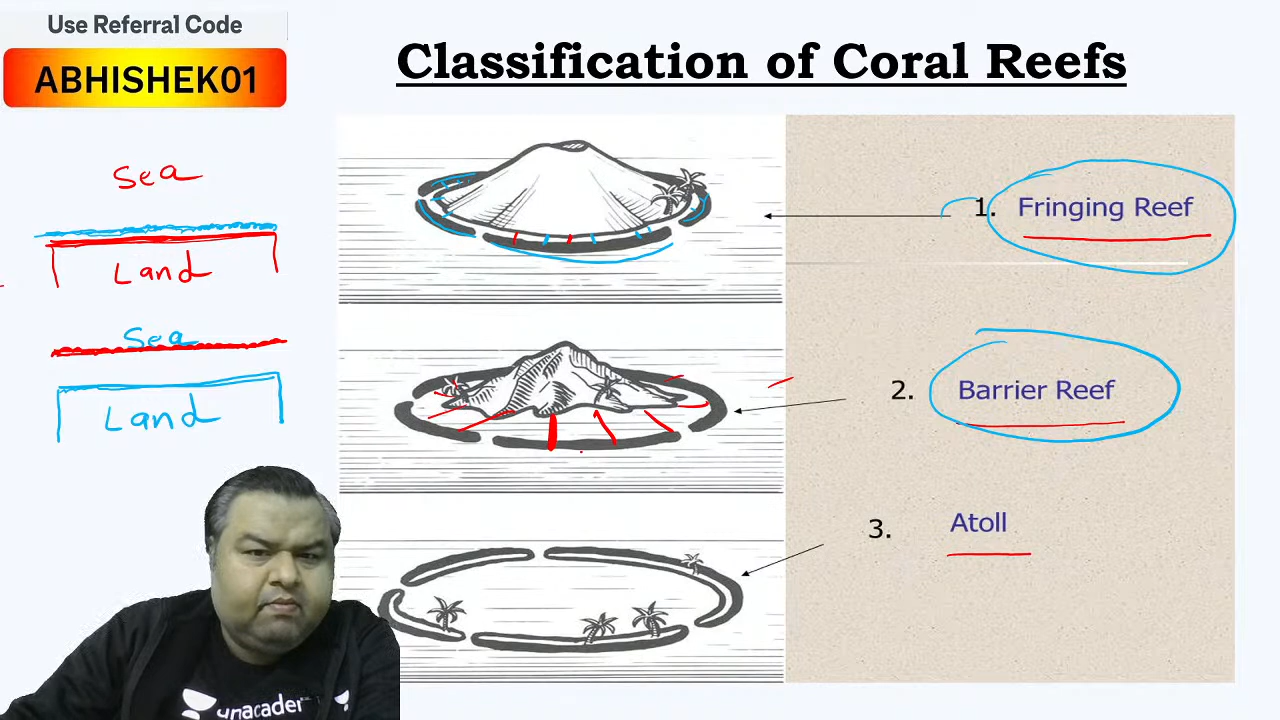 Use Referral Code
ABHISHEK01
Classification of Coral Reefs
Sea
Land
Sea
Land
1. Fringing Reef
2. Barrier Reef
3. Atoll
unacader